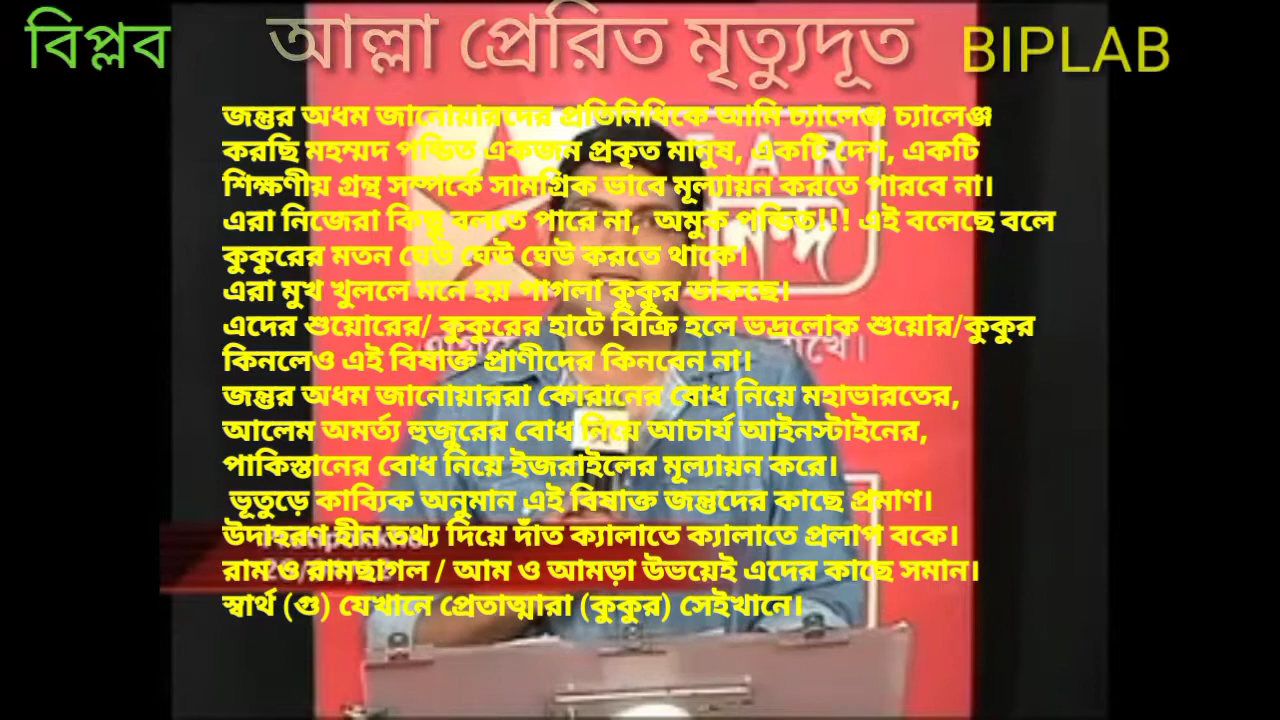 বিপ্লব আল্লা প্রেরিত মৃত্যুদূত BIPLAB
জন্তুর অধম জানোয়ারদের প্রতিনিধিকে আমি চ্যালেঞ্জ চ্যালেঞ্জ
করছি মহম্মদ পন্ডিত একজন প্রকৃত মানুষ, একটি দেশ, একটি
শিক্ষণীয় গ্রন্থ সম্পর্কে সামগ্রিক ভাবে মূল্যায়ন করতে পারবে না।
এরা নিজেরা কিছু বলতে পারে না, অমুক পন্ডিত!!! এই বলেছে বলে
কুকুরের মতন ঘেউ ঘেউ ঘেউ করতে থাকে।
এরা মুখ খুললে মনে হয় পাগলা কুকুর ডাকছে।
এদের শুয়োরের/ কুকুরের হাটে বিক্রি হলে ভদ্রলোক শুয়োর/কুকুর
কিনলেও এই বিষাক্ত প্রাণীদের কিনবেন না।
জন্তুর অধম জানোয়াররা কোরানের বোধ নিয়ে মহাভারতের,
আলেম অমর্ত্য হুজুরের বোধ নিয়ে আচার্য আইনস্টাইনের,
পাকিস্তানের বোধ নিয়ে ইজরাইলের মূল্যায়ন করে।
ভূতুড়ে কাব্যিক অনুমান এই বিষাক্ত জন্তুদের কাছে প্রমাণ।
উদাহরণ হীন তথ্য দিয়ে দাঁত ক্যালাতে ক্যালাতে প্রলাপ বকে।
রাম ও রামছাগল / আম ও আমড়া উভয়েই এদের কাছে সমান।
স্বার্থ (গু) যেখানে প্রেতাত্মারা (কুকুর) সেইখানে।